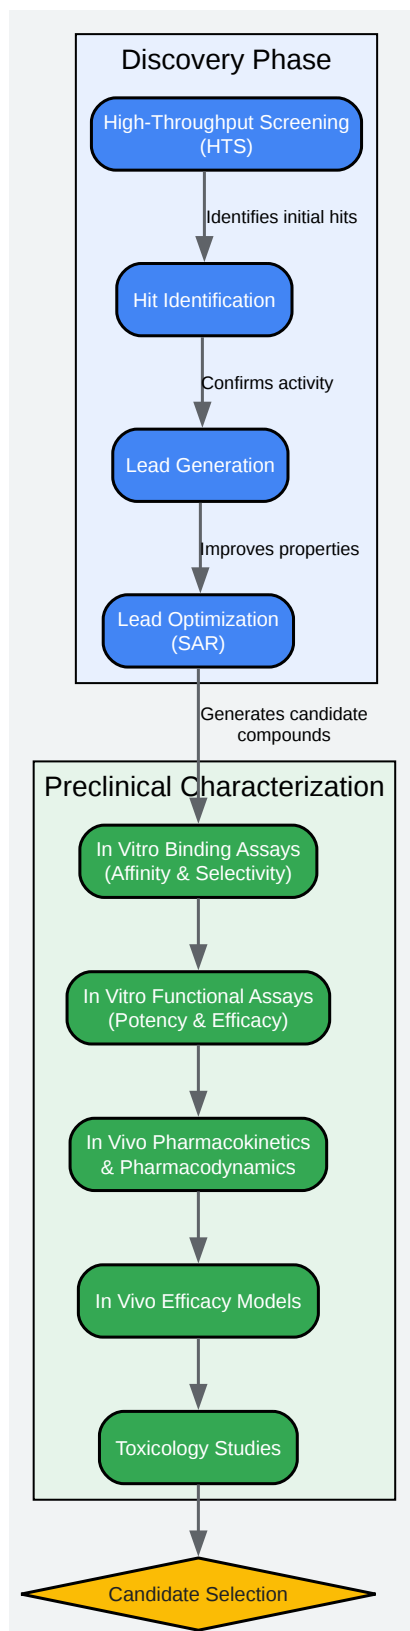 Discovery Phase
High-Throughput Screening
(HTS)
Identifies initial hits
Hit Identification
Confirms activity
Lead Generation
Improves properties
Lead Optimization
(SAR)
Generates candidate
compounds
Preclinical Characterization
In Vitro Binding Assays
(Affinity & Selectivity)
In Vitro Functional Assays
(Potency & Efficacy)
In Vivo Pharmacokinetics
& Pharmacodynamics
In Vivo Efficacy Models
Toxicology Studies
Candidate Selection